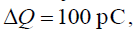 ΔQ = 100 pC,